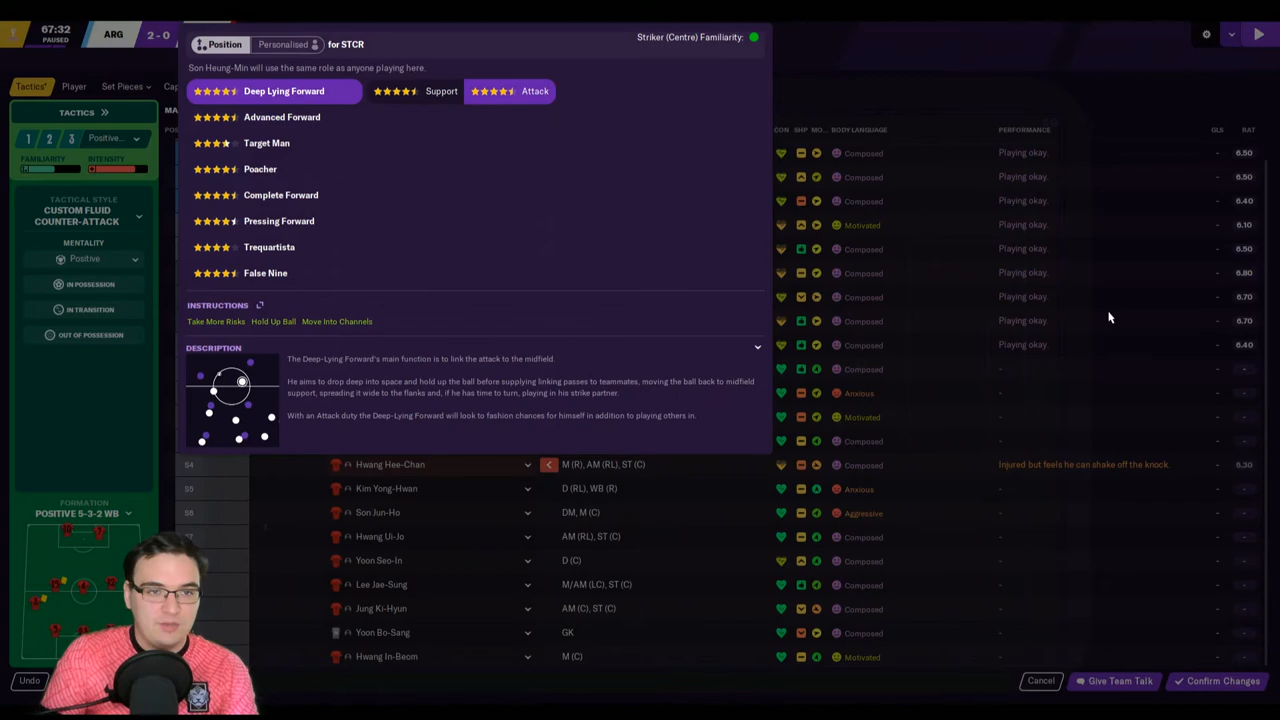 67:32
PAUSED
ARG
2 - 0
Position
Personalised
for STCR
Striker (Centre) Familiarity:
Son Heung-Min will use the same role as anyone playing here.
Deep Lying Forward
Support
Attack
Advanced Forward
Target Man
Poacher
Complete Forward
Pressing Forward
Trequartista
False Nine
INSTRUCTIONS
Take More Risks
Hold Up Ball
Move Into Channels
DESCRIPTION
The Deep-Lying Forward's main function is to link the attack to the midfield.
He aims to drop deep into space and hold up the ball before supplying linking passes to teammates, moving the ball back to midfield
support, spreading it wide to the flanks and, if he has time to turn, playing in his strike partner.
With an Attack duty the Deep-Lying Forward will look to fashion chances for himself in addition to playing others in.
Tactics*
Player
Set Pieces
TACTICS
1
2
3
Positive...
FAMILIARITY
INTENSITY
TACTICAL STYLE
CUSTOM FLUID
COUNTER-ATTACK
MENTALITY
Positive
IN POSSESSION
IN TRANSITION
OUT OF POSSESSION
FORMATION
POSITIVE 5-3-2 WB
CON SHP MO... BODY LANGUAGE PERFORMANCE GLS RAT
Composed Playing okay. - 6.50
Composed Playing okay. - 6.50
Composed Playing okay. - 6.40
Motivated Playing okay. - 6.10
Composed Playing okay. - 6.50
Composed Playing okay. - 6.80
Composed Playing okay. - 6.70
Composed Playing okay. - 6.70
Composed Playing okay. - 6.40
Composed - - -
Anxious - - -
Motivated - - -
Composed - - -
S4 Hwang Hee-Chan M (R), AM (RL), ST (C) Composed Injured but feels he can shake off the knock. - 6.30
S5 Kim Yong-Hwan D (RL), WB (R) Anxious - - -
S6 Son Jun-Ho DM, M (C) Aggressive - - -
Hwang Ui-Jo AM (RL), ST (C) Composed - - -
Yoon Seo-In D (C) Composed - - -
Lee Jae-Sung M/AM (LC), ST (C) Composed - - -
Jung Ki-Hyun AM (C), ST (C) Composed - - -
Yoon Bo-Sang GK Composed - - -
Hwang In-Beom M (C) Motivated - - -
Undo
Cancel
Give Team Talk
Confirm Changes